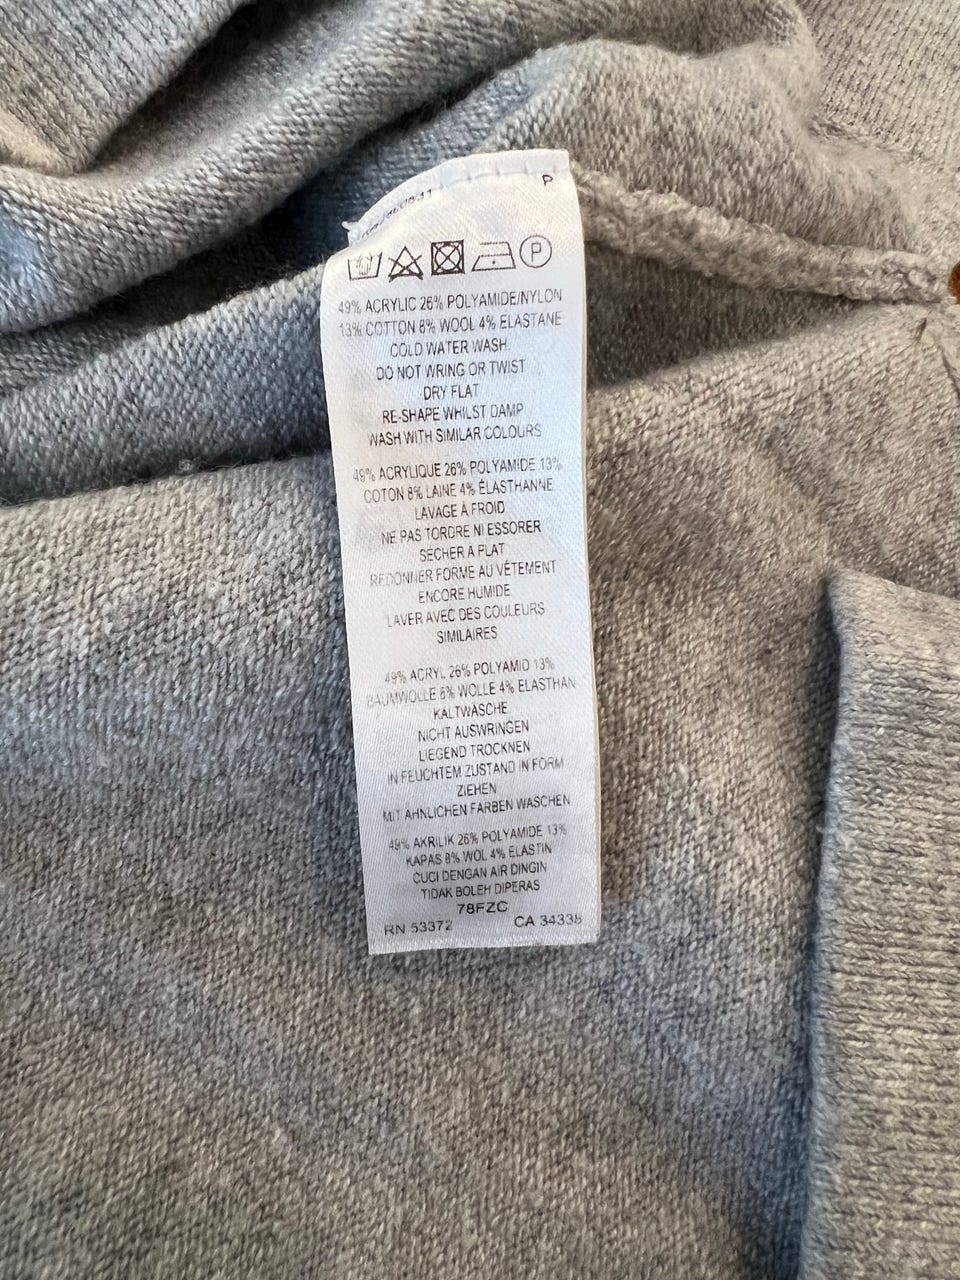 P
49% ACRYLIC 26% POLYAMIDE/NYLON
13% COTTON 8% WOOL 4% ELASTANE
COLD WATER WASH
DO NOT WRING OR TWIST
DRY FLAT
RE-SHAPE WHILST DAMP
WASH WITH SIMILAR COLOURS
49% ACRYLIQUE 26% POLYAMIDE 13%
COTON 8% LAINE 4% ÉLASTHANNE
LAVAGE À FROID
NE PAS TORDRE NI ESSORER
SECHER A PLAT
REDONNER FORME AU VÊTEMENT
ENCORE HUMIDE
LAVER AVEC DES COULEURS
SIMILAIRES
49% ACRYL 26% POLYAMID 13%
BAUMWOLLE 8% WOLLE 4% ELASTHAN
KALTWÄSCHE
NICHT AUSWRINGEN
LIEGEND TROCKNEN
IN FEUCHTEM ZUSTAND IN FORM
ZIEHEN
MIT ÄHNLICHEN FARBEN WASCHEN
49% AKRILIK 26% POLYAMIDE 13%
KAPAS 8% WOL 4% ELASTIN
CUCI DENGAN AIR DINGIN
TIDAK BOLEH DIPERAS
78FZC
RN 53372 CA 34338